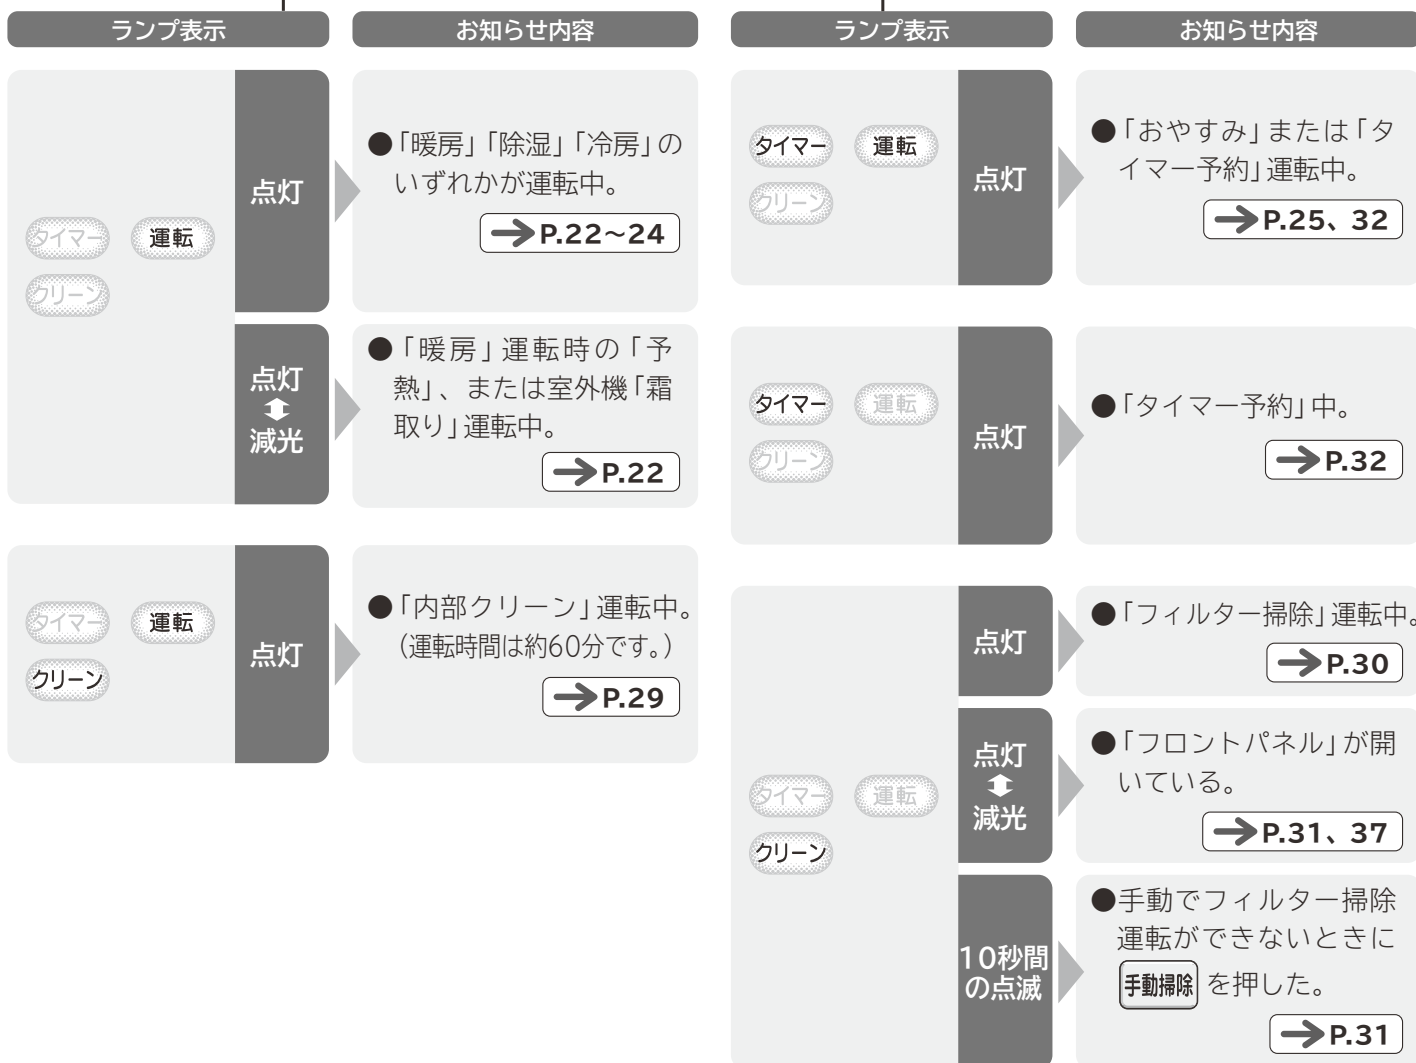 ランプ表示
お知らせ内容
タイマー
運転
クリーン
点灯
●「暖房」「除湿」「冷房」の
いずれかが運転中。
→P.22~24
点灯
減光
●「暖房」運転時の「予
熱」、または室外機「霜
取り」運転中。
→P.22
タイマー
運転
クリーン
点灯
●「内部クリーン」運転中。
（運転時間は約60分です。）
→P.29
ランプ表示
お知らせ内容
タイマー
運転
クリーン
点灯
●「おやすみ」または「タ
イマー予約」運転中。
→P.25、32
タイマー
運転
クリーン
点灯
●「タイマー予約」中。
→P.32
タイマー
運転
クリーン
点灯
●「フィルター掃除」運転中。
→P.30
点灯
減光
●「フロントパネル」が開
いている。
→P.31、37
10秒間
の点滅
●手動でフィルター掃除
運転ができないときに
手動掃除 を押した。
→P.31